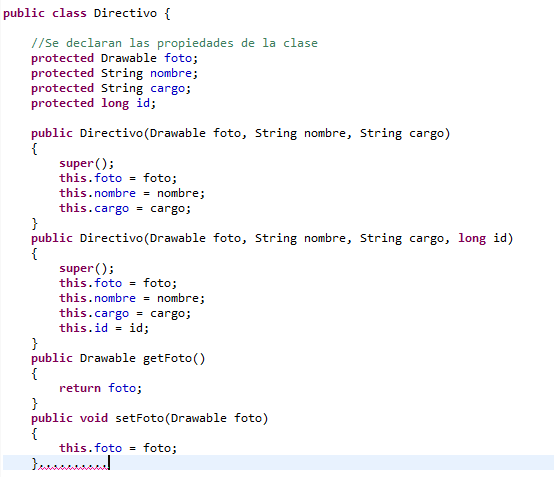 public class Directivo {
//Se declaran las propiedades de la clase
protected Drawable foto;
protected String nombre;
protected String cargo;
protected long id;
public Directivo(Drawable foto, String nombre, String cargo)
{
super();
this.foto = foto;
this.nombre = nombre;
this.cargo = cargo;
}
public Directivo(Drawable foto, String nombre, String cargo, long id)
{
super();
this.foto = foto;
this.nombre = nombre;
this.cargo = cargo;
this.id = id;
}
public Drawable getFoto()
{
return foto;
}
public void setFoto(Drawable foto)
{
this.foto = foto;
}..........